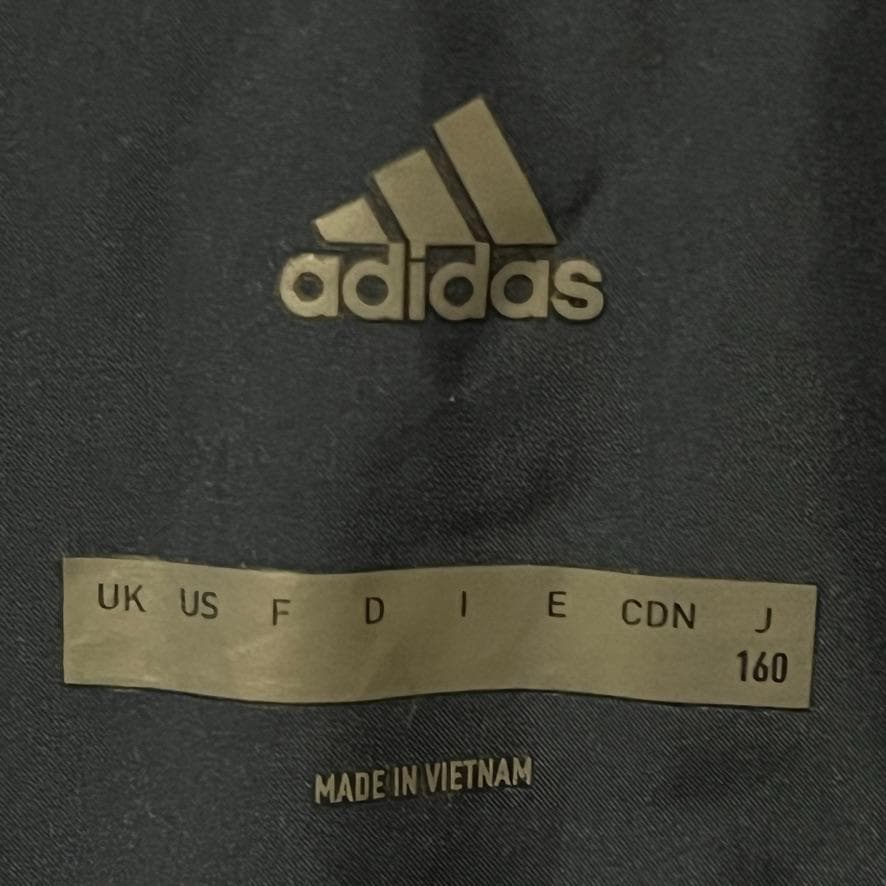 adidas
UK US F D I E CDN J
160
MADE IN VIETNAM